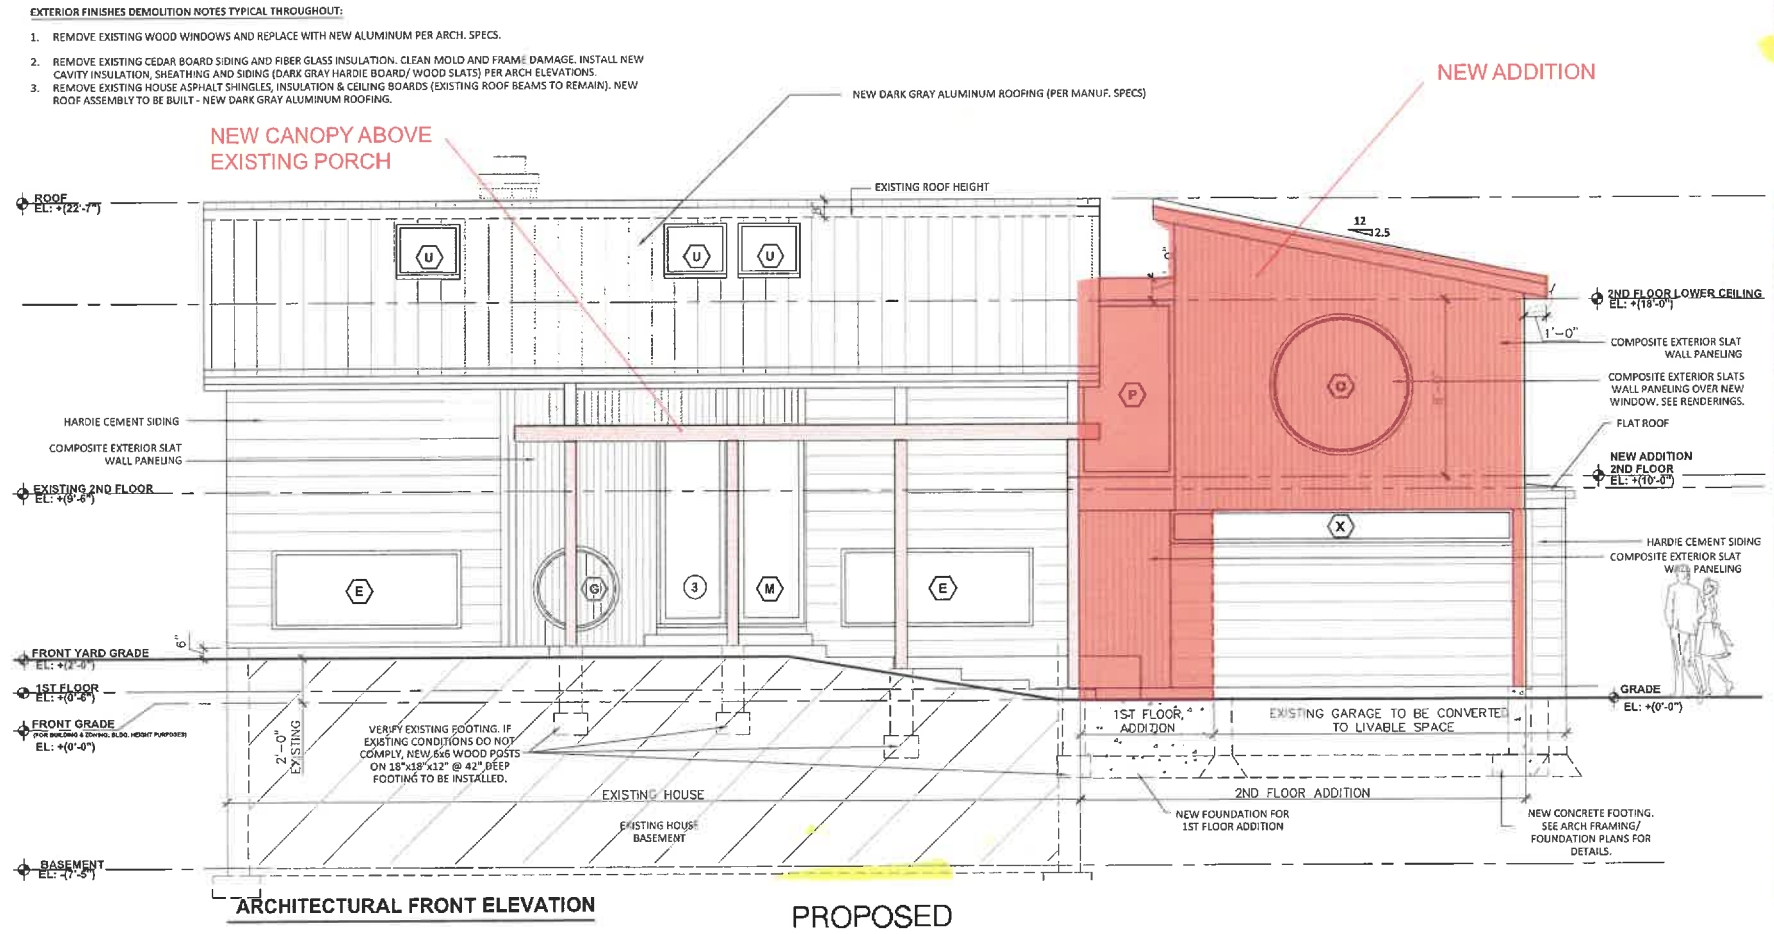 EXTERIOR FINISHES DEMOLITION NOTES TYPICAL THROUGHOUT:
1. REMOVE EXISTING WOOD WINDOWS AND REPLACE WITH NEW ALUMINUM PER ARCH. SPECS.
2. REMOVE EXISTING CEDAR BOARD SIDING AND FIBER GLASS INSULATION. CLEAN MOLD AND FRAME DAMAGE. INSTALL NEW
CAVITY INSULATION, SHEATHING AND SIDING (DARK GRAY HARDIE BOARD/ WOOD SLATS) PER ARCH ELEVATIONS.
3. REMOVE EXISTING HOUSE ASPHALT SHINGLES, INSULATION & CEILING BOARDS (EXISTING ROOF BEAMS TO REMAIN). NEW
ROOF ASSEMBLY TO BE BUILT - NEW DARK GRAY ALUMINUM ROOFING.
NEW ADDITION
NEW DARK GRAY ALUMINUM ROOFING (PER MANUF. SPECS)
NEW CANOPY ABOVE
EXISTING PORCH
EXISTING ROOF HEIGHT
ROOF
EL: +(22'-7")
12
2.5
U
U
U
2ND FLOOR LOWER CEILING
EL: +(18'-0")
1'-0"
COMPOSITE EXTERIOR SLAT
WALL PANELING
COMPOSITE EXTERIOR SLATS
WALL PANELING OVER NEW
WINDOW. SEE RENDERINGS.
P
O
HARDIE CEMENT SIDING
FLAT ROOF
COMPOSITE EXTERIOR SLAT
WALL PANELING
NEW ADDITION
2ND FLOOR
EL: +(10'-0")
EXISTING 2ND FLOOR
EL: +(9'-6")
X
HARDIE CEMENT SIDING
COMPOSITE EXTERIOR SLAT
WALL PANELING
E
G
3
M
E
6"
FRONT YARD GRADE
EL: +(2'-0")
1ST FLOOR
EL: +(0'-6")
GRADE
EL: +(0'-0")
FRONT GRADE
(FOR BUILDING & ZONING, BLDG. HEIGHT PURPOSES)
EL: +(0'-0")
2'-0"
EXISTING
VERIFY EXISTING FOOTING. IF
EXISTING CONDITIONS DO NOT
COMPLY, NEW 6x6 WOOD POSTS
ON 18"x18"x12" @ 42" DEEP
FOOTING TO BE INSTALLED.
1ST FLOOR
ADDITION
EXISTING GARAGE TO BE CONVERTED
TO LIVABLE SPACE
EXISTING HOUSE
2ND FLOOR ADDITION
EXISTING HOUSE
BASEMENT
NEW FOUNDATION FOR
1ST FLOOR ADDITION
NEW CONCRETE FOOTING.
SEE ARCH FRAMING/
FOUNDATION PLANS FOR
DETAILS.
BASEMENT
EL: -(7'-5")
ARCHITECTURAL FRONT ELEVATION
PROPOSED